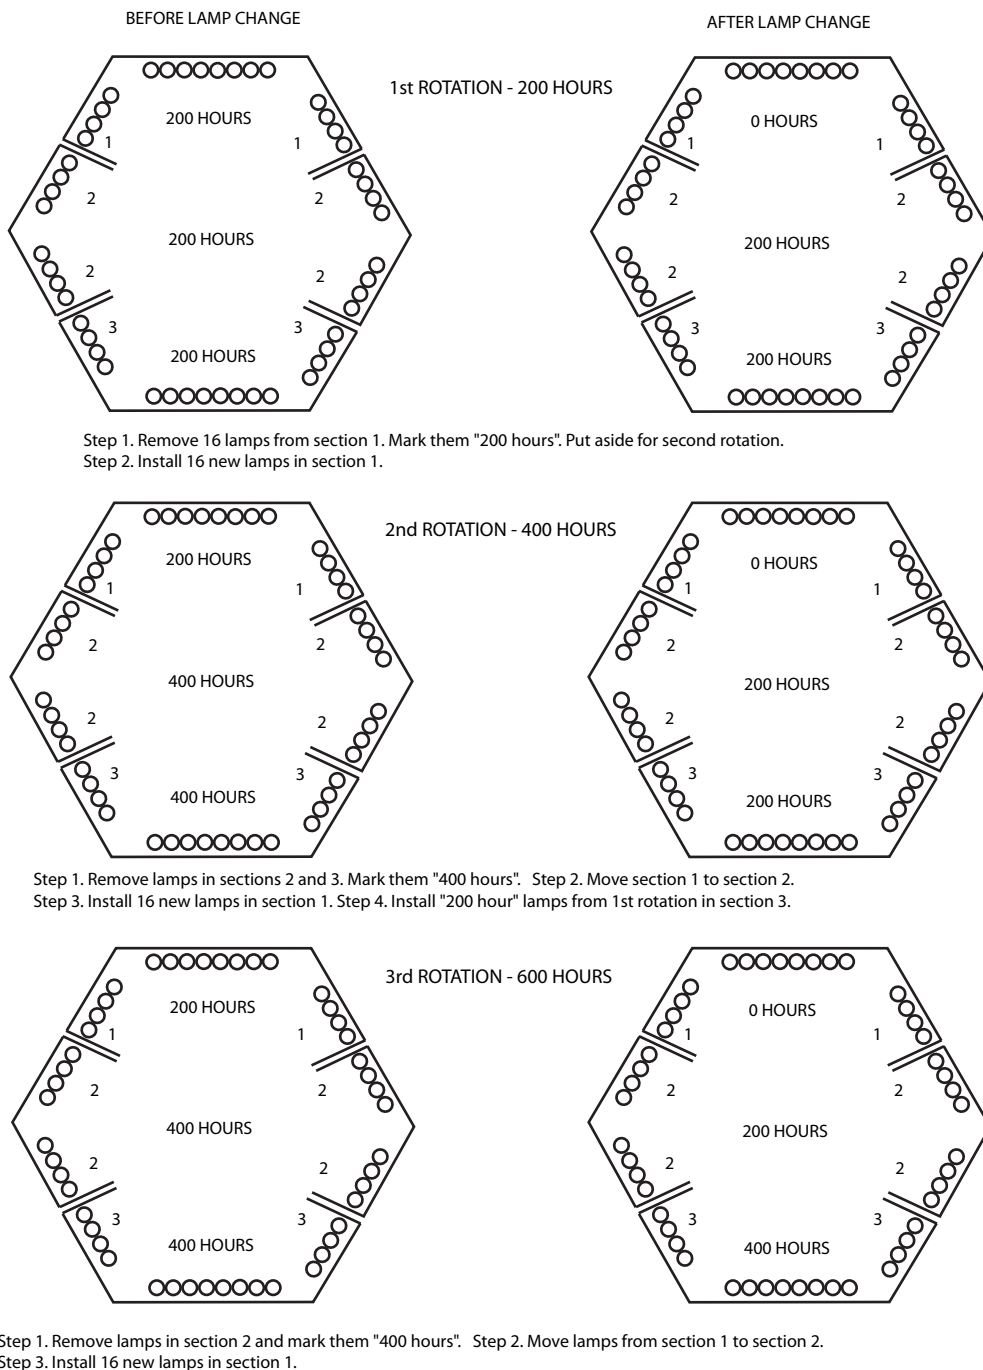 BEFORE LAMP CHANGE
AFTER LAMP CHANGE
1st ROTATION - 200 HOURS
200 HOURS
0 HOURS
1
1
1
1
2
2
2
2
200 HOURS
200 HOURS
2
2
2
2
3
3
3
3
200 HOURS
200 HOURS
Step 1. Remove 16 lamps from section 1. Mark them "200 hours". Put aside for second rotation.
Step 2. Install 16 new lamps in section 1.
2nd ROTATION - 400 HOURS
200 HOURS
0 HOURS
1
1
1
1
2
2
2
2
400 HOURS
200 HOURS
2
2
2
2
3
3
3
3
400 HOURS
200 HOURS
Step 1. Remove lamps in sections 2 and 3. Mark them "400 hours". Step 2. Move section 1 to section 2.
Step 3. Install 16 new lamps in section 1. Step 4. Install "200 hour" lamps from 1st rotation in section 3.
3rd ROTATION - 600 HOURS
200 HOURS
0 HOURS
1
1
1
1
2
2
2
2
400 HOURS
200 HOURS
2
2
2
2
3
3
3
3
400 HOURS
400 HOURS
Step 1. Remove lamps in section 2 and mark them "400 hours". Step 2. Move lamps from section 1 to section 2.
Step 3. Install 16 new lamps in section 1.